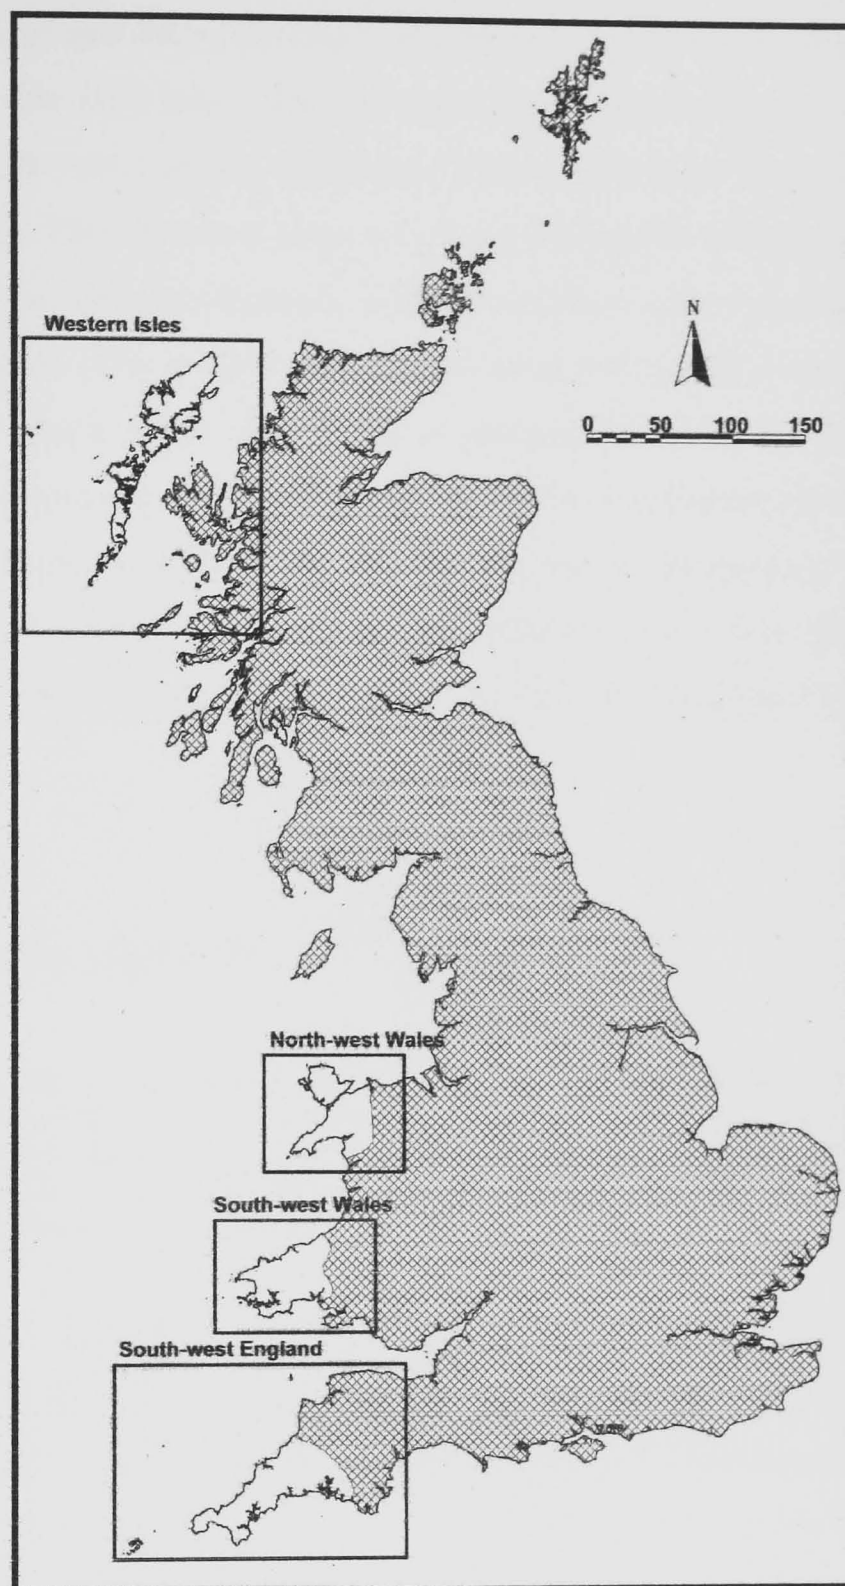 N
Western Isles
0 50 100 150
North-west Wales
South-west Wales
South-west England